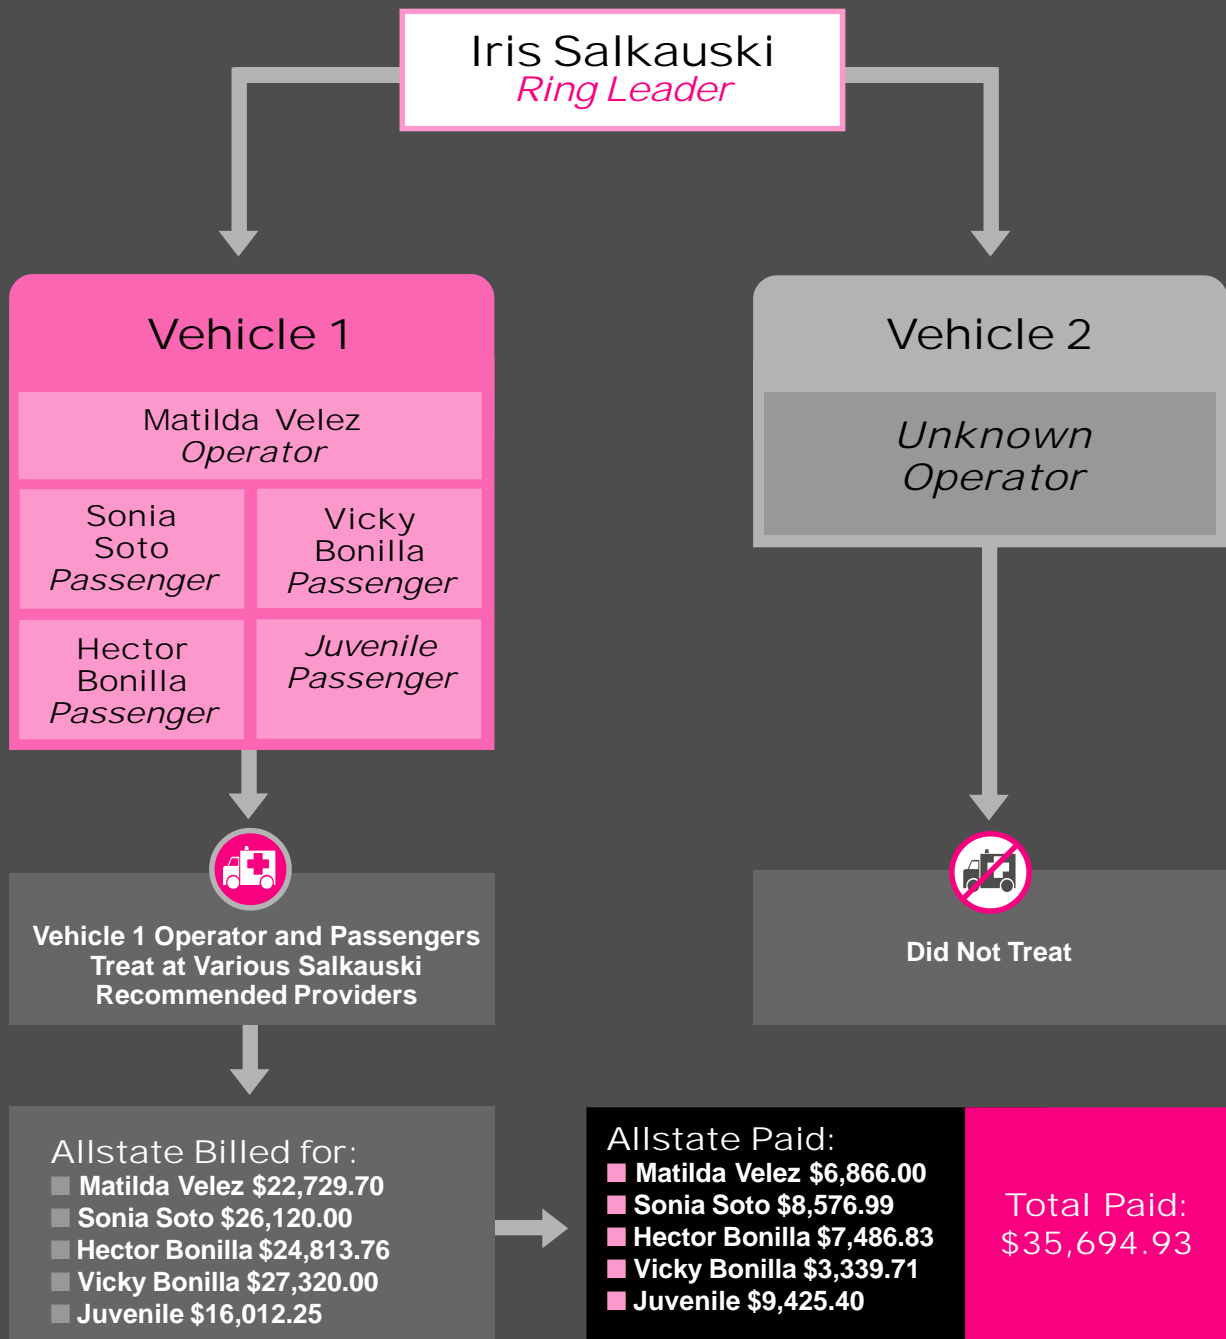 Iris Salkauski
Ring Leader
Vehicle 1
Matilda Velez
Operator
Sonia
Soto
Passenger
Vicky
Bonilla
Passenger
Hector
Bonilla
Passenger
Juvenile
Passenger
Vehicle 2
Unknown
Operator
Vehicle 1 Operator and Passengers
Treat at Various Salkauski
Recommended Providers
Did Not Treat
Allstate Billed for:
Matilda Velez $22,729.70
Sonia Soto $26,120.00
Hector Bonilla $24,813.76
Vicky Bonilla $27,320.00
Juvenile $16,012.25
Allstate Paid:
Matilda Velez $6,866.00
Sonia Soto $8,576.99
Hector Bonilla $7,486.83
Vicky Bonilla $3,339.71
Juvenile $9,425.40
Total Paid:
$35,694.93